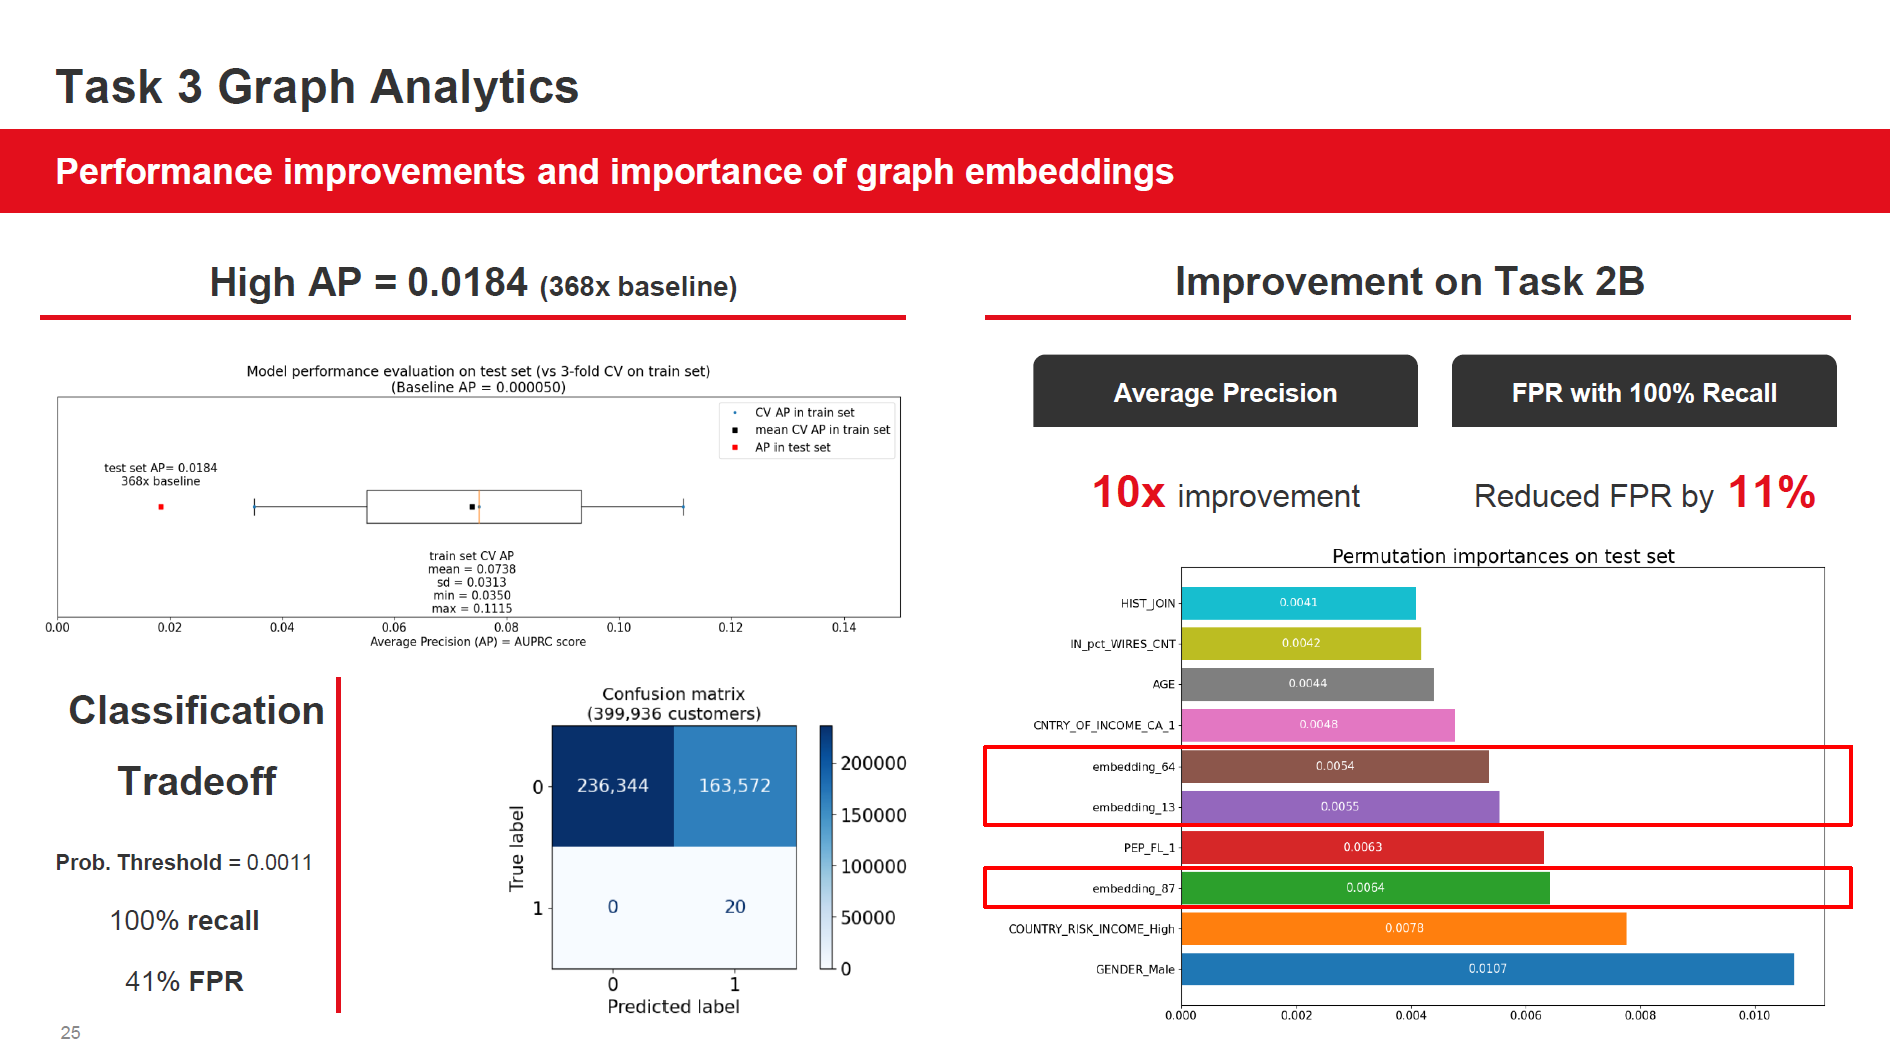 Task 3 Graph Analytics
Performance improvements and importance of graph embeddings
High AP = 0.0184 (368x baseline)
Model performance evaluation on test set (vs 3-fold CV on train set)
(Baseline AP = 0.000050)
CV AP in train set
mean CV AP in train set
AP in test set
test set AP= 0.0184
368x baseline
train set CV AP
mean = 0.0738
sd = 0.0313
min = 0.0350
max = 0.1115
0.00 0.02 0.04 0.06 0.08 0.10 0.12 0.14
Average Precision (AP) = AUPRC score
Classification
Tradeoff
Prob. Threshold = 0.0011
100% recall
41% FPR
Confusion matrix
(399,936 customers)
True label
0
236,344 163,572
1
0 20
0 1
Predicted label
200000
150000
100000
50000
0
Improvement on Task 2B
Average Precision
10x improvement
FPR with 100% Recall
Reduced FPR by 11%
Permutation importances on test set
HIST_JOIN 0.0041
IN_pct_WIRES_CNT 0.0042
AGE 0.0044
CNTRY_OF_INCOME_CA_1 0.0048
embedding_64 0.0054
embedding_13 0.0055
PEP_FL_1 0.0063
embedding_87 0.0064
COUNTRY_RISK_INCOME_High 0.0078
GENDER_Male 0.0107
0.000 0.002 0.004 0.006 0.008 0.010
25